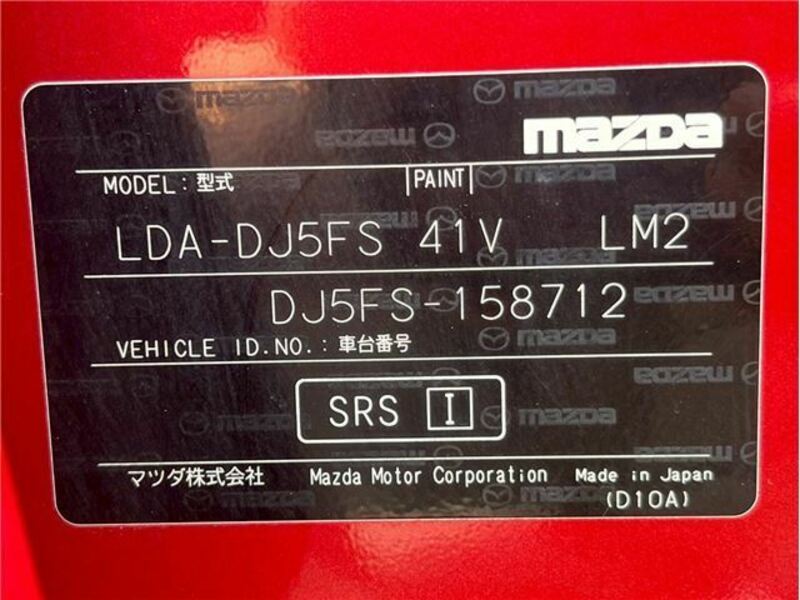 mazda
MODEL : 型式 PAINT
LDA-DJ5FS 41V LM2
DJ5FS-158712
VEHICLE ID.NO. : 車台番号
SRS I
マツダ株式会社 Mazda Motor Corporation Made in Japan
(D10A)